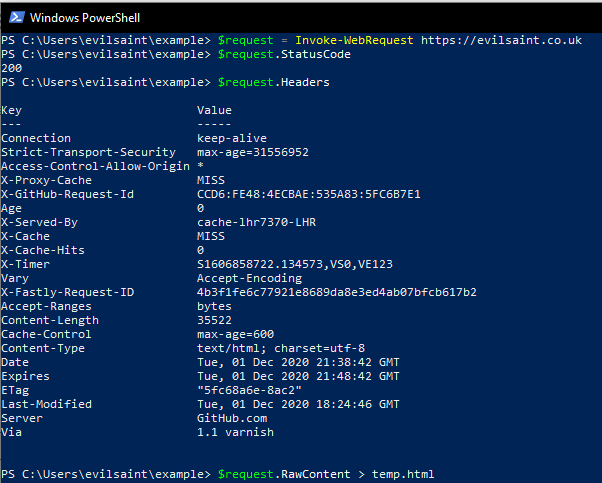 Windows PowerShell
PS C:\Users\evilsaint\example> $request = Invoke-WebRequest https://evilsaint.co.uk
PS C:\Users\evilsaint\example> $request.StatusCode
200
PS C:\Users\evilsaint\example> $request.Headers
Key Value
--- -----
Connection keep-alive
Strict-Transport-Security max-age=31556952
Access-Control-Allow-Origin *
X-Proxy-Cache MISS
X-GitHub-Request-Id CCD6:FE48:4ECBAE:535A83:5FC6B7E1
Age 0
X-Served-By cache-lhr7370-LHR
X-Cache MISS
X-Cache-Hits 0
X-Timer S1606858722.134573,VS0,VE123
Vary Accept-Encoding
X-Fastly-Request-ID 4b3f1fe6c77921e8689da8e3ed4ab07bfcb617b2
Accept-Ranges bytes
Content-Length 35522
Cache-Control max-age=600
Content-Type text/html; charset=utf-8
Date Tue, 01 Dec 2020 21:38:42 GMT
Expires Tue, 01 Dec 2020 21:48:42 GMT
ETag "5fc68a6e-8ac2"
Last-Modified Tue, 01 Dec 2020 18:24:46 GMT
Server GitHub.com
Via 1.1 varnish
PS C:\Users\evilsaint\example> $request.RawContent > temp.html